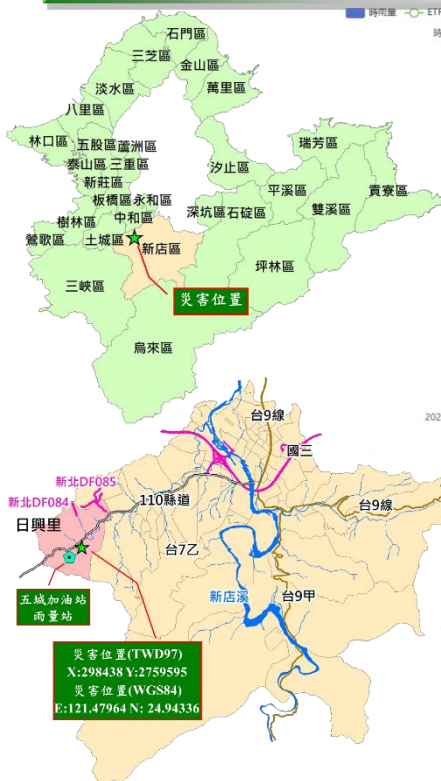 時雨量 ETR
時
石門區
三芝區
金山區
淡水區
萬里區
八里區
林口區
五股區 蘆洲區
瑞芳區
泰山區 三重區
汐止區
新莊區
平溪區
貢寮區
板橋區 永和區
深坑區 石碇區
雙溪區
樹林區
中和區
鶯歌區
土城區
新店區
坪林區
三峽區
災害位置
烏來區
202
台9線
國三
新北DF085
新北DF084
110縣道
台9線
日興里
台7乙
五城加油站
雨量站
新店溪
台9甲
災害位置(TWD97)
X:298438 Y:2759595
災害位置(WGS84)
E:121.47964 N: 24.94336